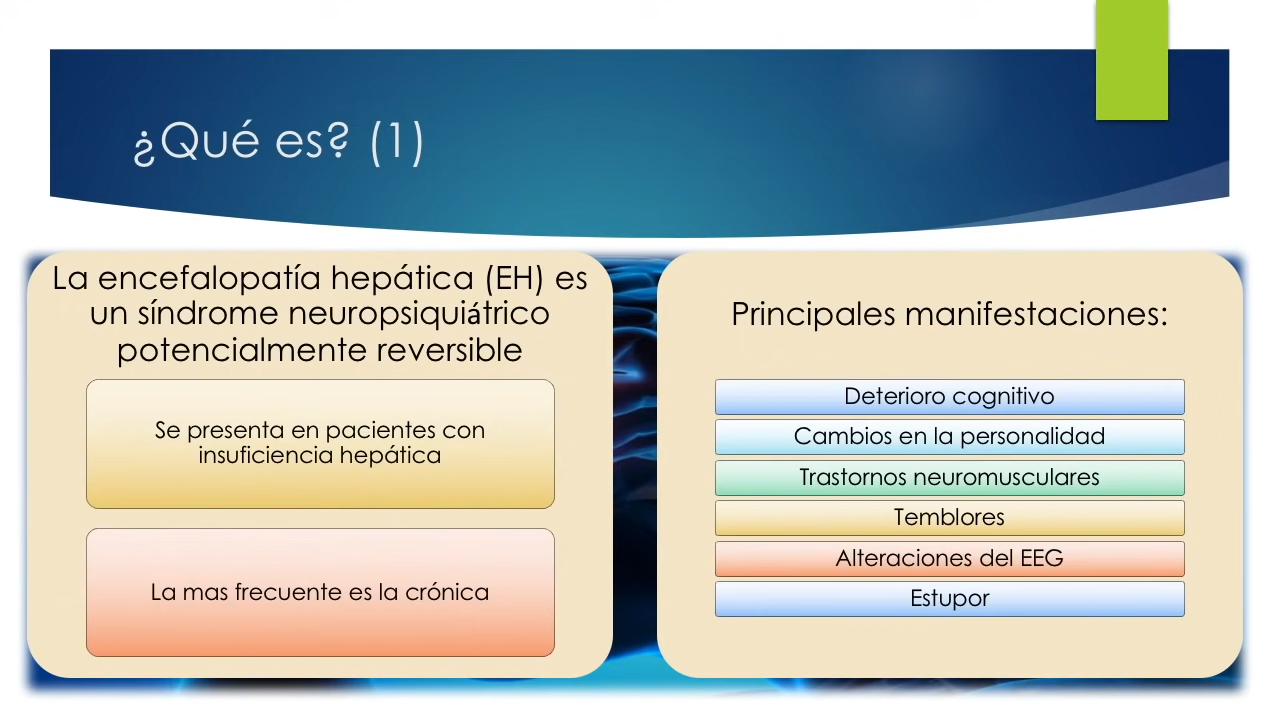 ¿Qué es? (1)
La encefalopatía hepática (EH) es
un síndrome neuropsiquiátrico
potencialmente reversible
Se presenta en pacientes con
insuficiencia hepática
La mas frecuente es la crónica
Principales manifestaciones:
Deterioro cognitivo
Cambios en la personalidad
Trastornos neuromusculares
Temblores
Alteraciones del EEG
Estupor